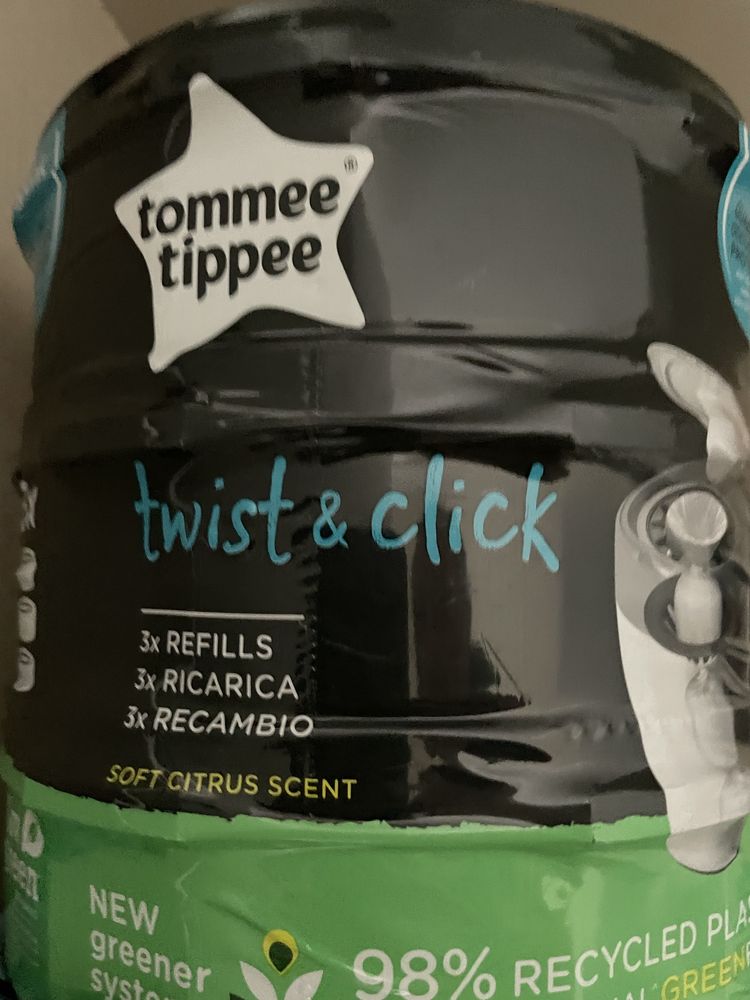 tommee
tippee
®
twist & click
3x REFILLS
3x RICARICA
3x RECAMBIO
SOFT CITRUS SCENT
NEW
greener
98% RECYCLED